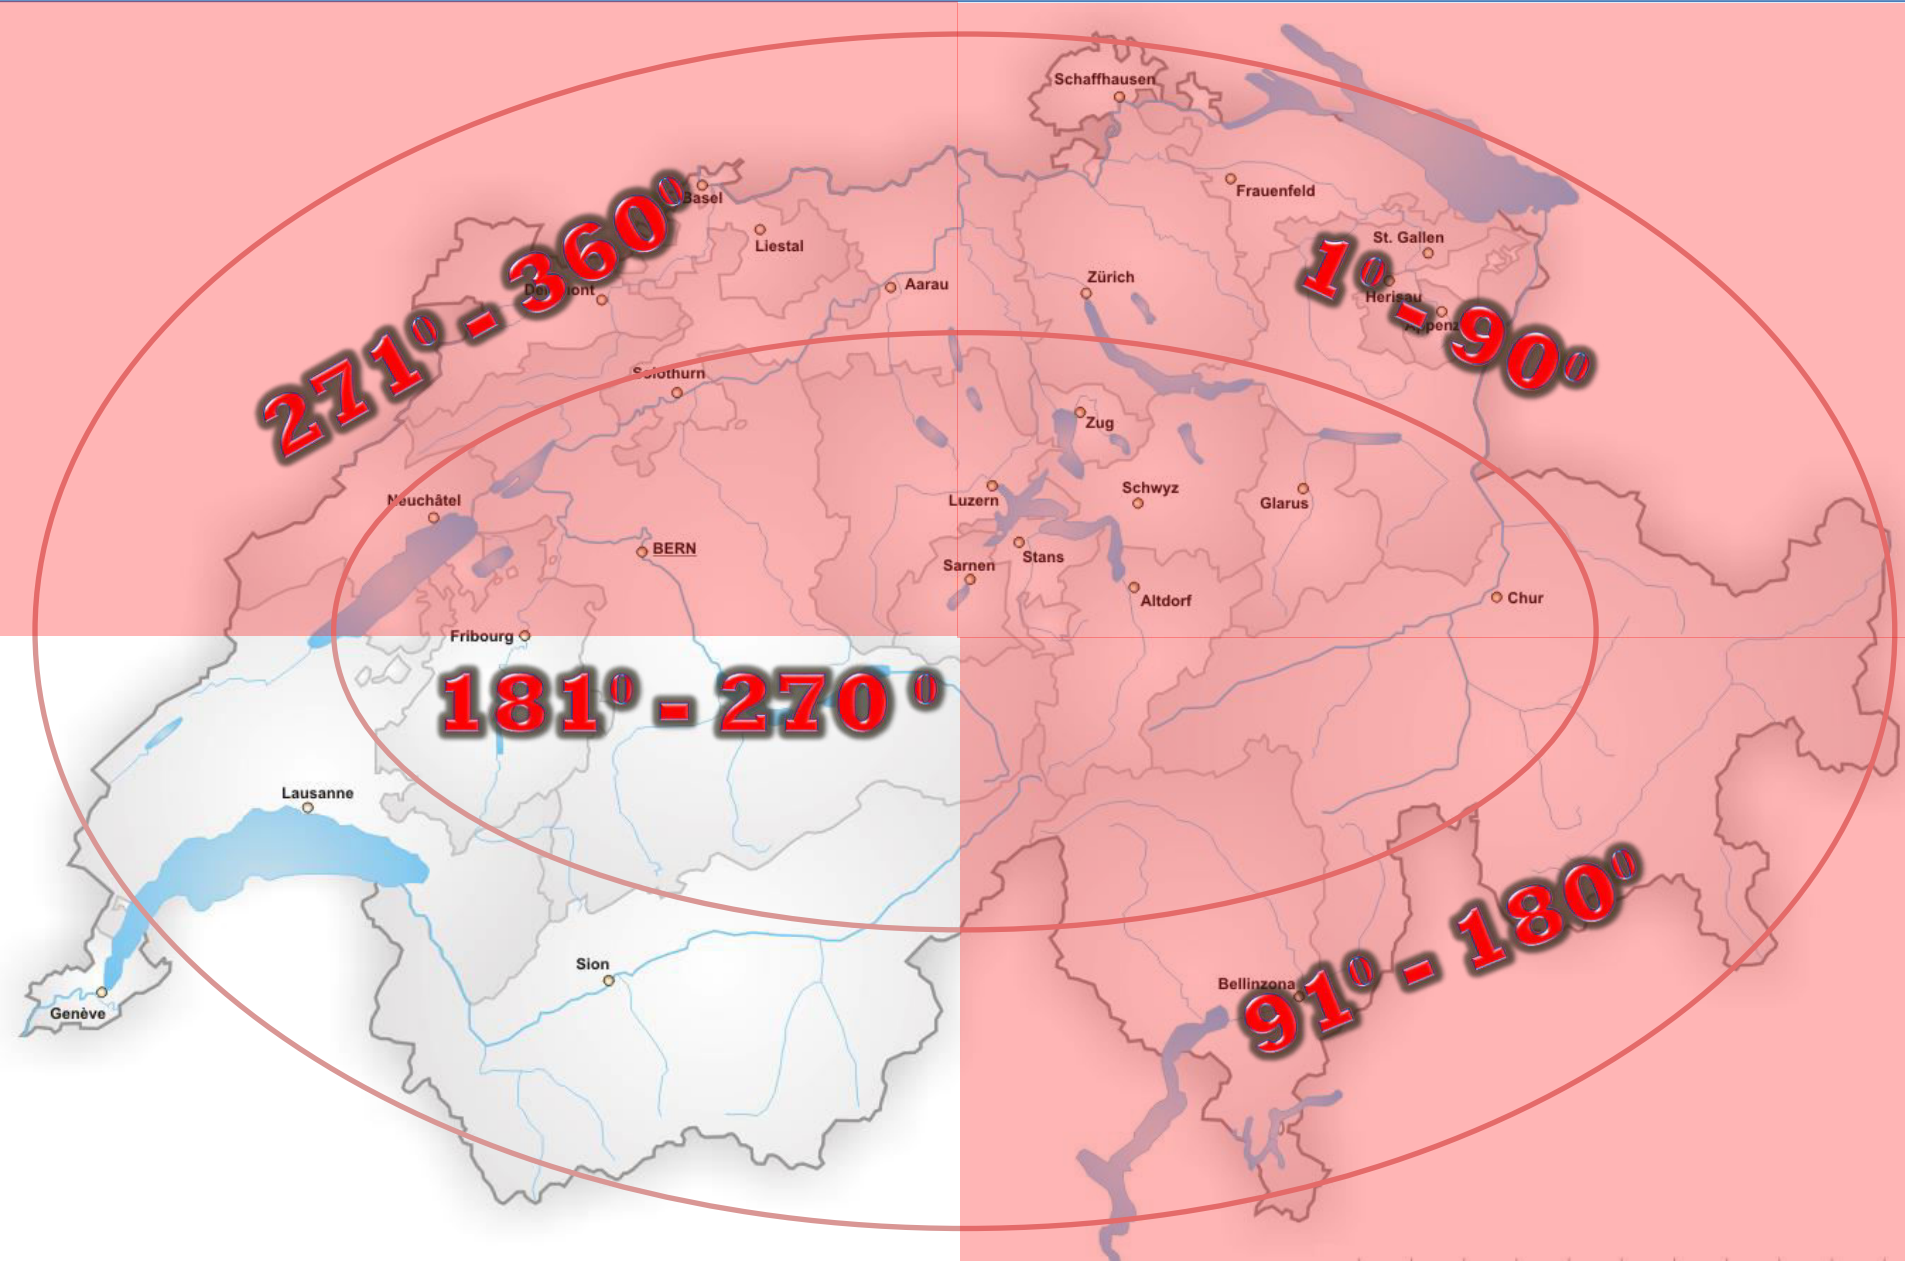 Schaffhausen
Basel
Frauenfeld
Liestal
St. Gallen
271⁰ - 360⁰
1⁰ - 90⁰
Zürich
Aarau
Herisau
Solothurn
Zug
Neuchâtel
Luzern
Schwyz
Glarus
BERN
Stans
Sarnen
Altdorf
Chur
Fribourg
181⁰ - 270⁰
Lausanne
Sion
91⁰ - 180⁰
Bellinzona
Genève